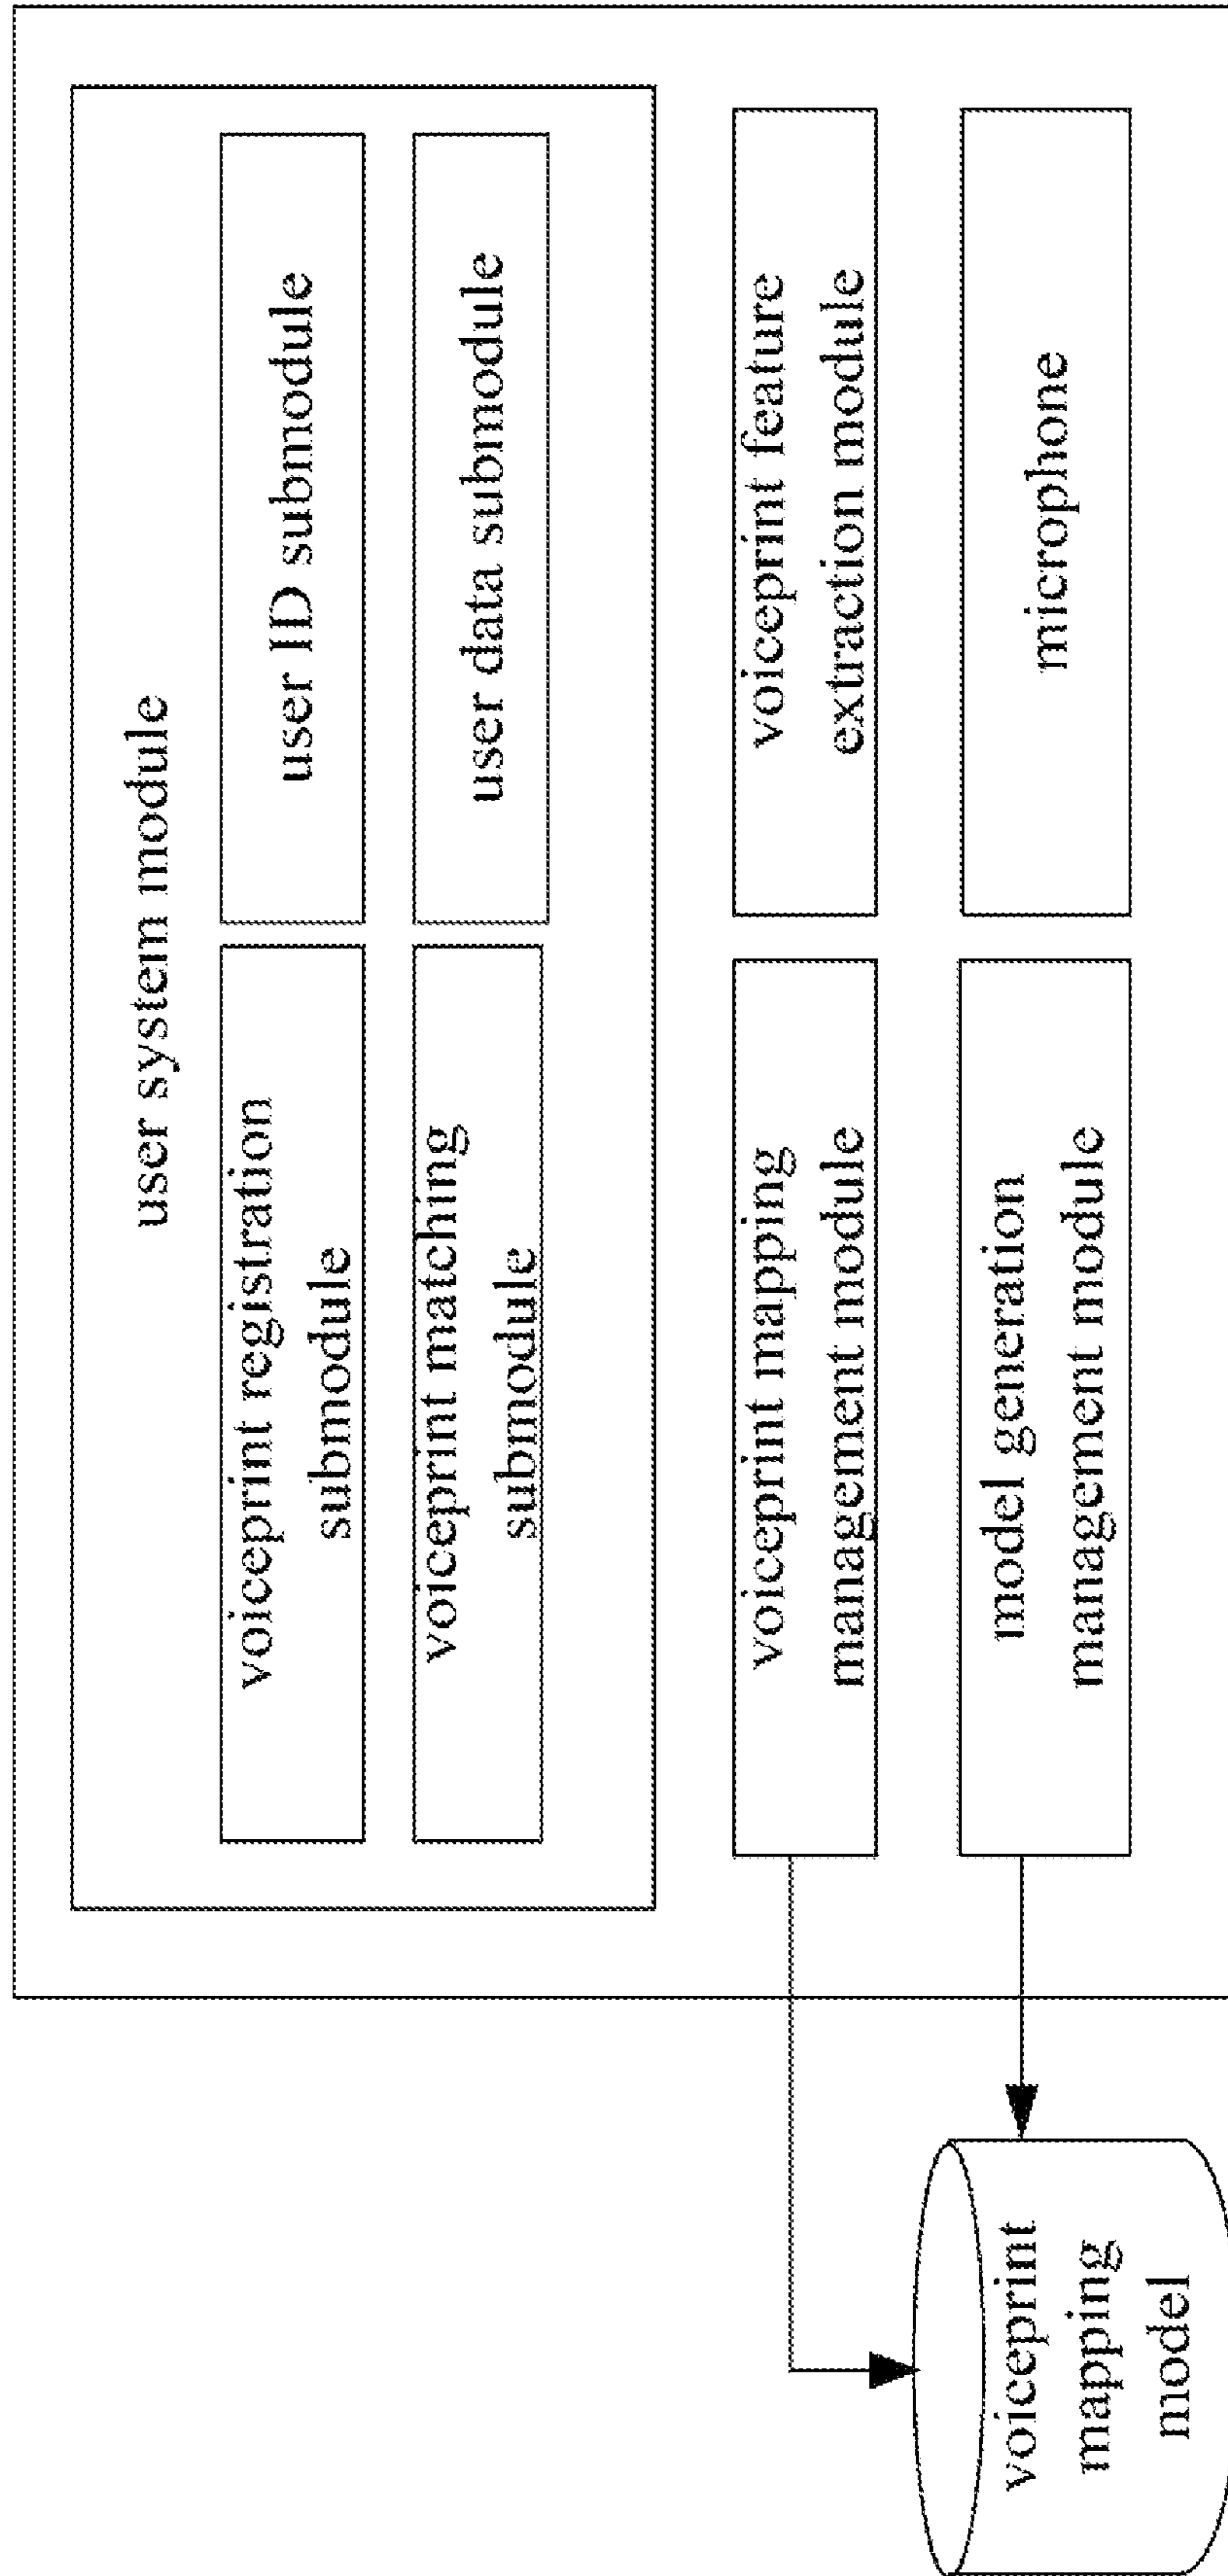 user system module
voiceprint registration
submodule
user ID submodule
voiceprint matching
submodule
user data submodule
voiceprint mapping
management module
voiceprint feature
extraction module
model generation
management module
microphone
voiceprint
mapping
model